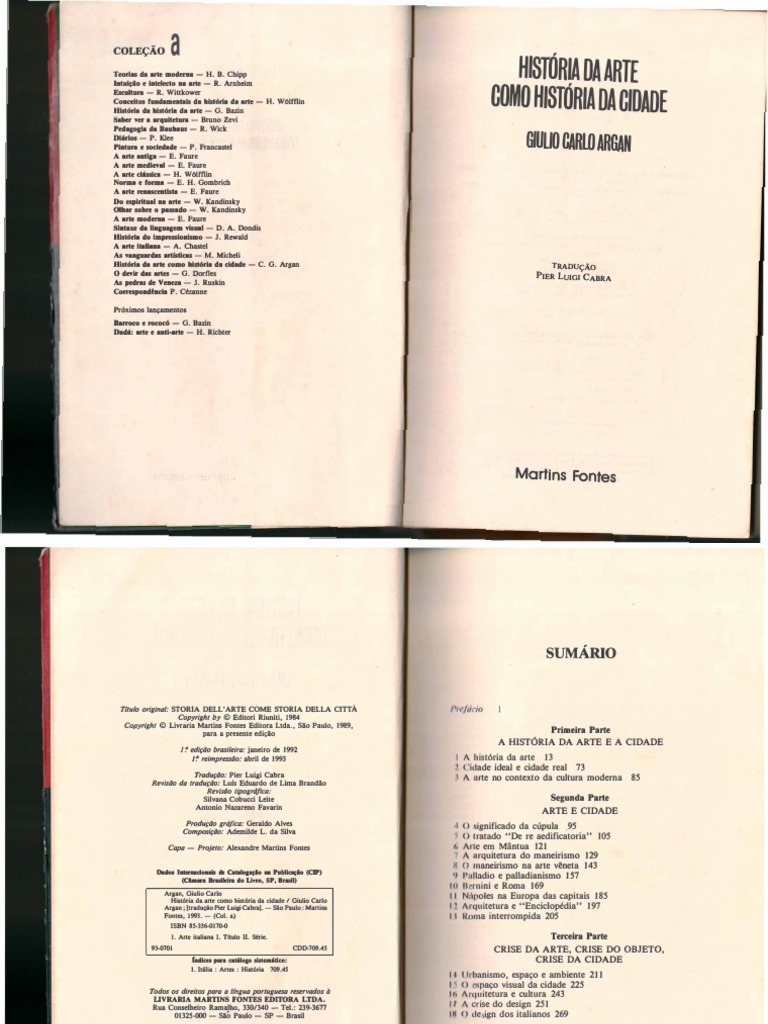 COLEÇÃO a
Teorias da arte moderna — H. B. Chipp
Intuição e intelecto na arte — R. Arnheim
Escultura — R. Wittkower
Conceitos fundamentais da história da arte — H. Wölfflin
História da história da arte — G. Bazin
Saber ver a arquitetura — Bruno Zevi
Pedagogia da Bauhaus — R. Wick
Diários — P. Klee
Pintura e sociedade — P. Francastel
A arte antiga — E. Faure
A arte medieval — E. Faure
A arte clássica — H. Wölfflin
Norma e forma — E. H. Gombrich
A arte renascentista — E. Faure
Do espiritual na arte — W. Kandinsky
Olhar sobre o passado — W. Kandinsky
A arte moderna — E. Faure
Sintaxe da linguagem visual — D. A. Dondis
História do impressionismo — J. Rewald
A arte italiana — A. Chastel
As vanguardas artísticas — M. Micheli
História da arte como história da cidade — C. G. Argan
O devir das artes — G. Dorfles
As pedras de Veneza — J. Ruskin
Correspondência P. Cézanne
Próximos lançamentos
Barroco e rococó — G. Bazin
Dadá: arte e anti-arte — H. Richter
HISTÓRIA DA ARTE
COMO HISTÓRIA DA CIDADE
GIULIO CARLO ARGAN
TRADUÇÃO
PIER LUIGI CABRA
Martins Fontes
Título original: STORIA DELL'ARTE COME STORIA DELLA CITTÀ
Copyright by © Editori Riuniti, 1984
Copyright © Livraria Martins Fontes Editora Ltda., São Paulo, 1989,
para a presente edição
1ª edição brasileira: janeiro de 1992
1ª reimpressão: abril de 1993
Tradução: Pier Luigi Cabra
Revisão da tradução: Luís Eduardo de Lima Brandão
Revisão tipográfica:
Silvana Cobucci Leite
Antonio Nazareno Favarin
Produção gráfica: Geraldo Alves
Composição: Ademilde L. da Silva
Capa — Projeto: Alexandre Martins Fontes
Dados Internacionais de Catalogação na Publicação (CIP)
(Câmara Brasileira do Livro, SP, Brasil)
Argan, Giulio Carlo
História da arte como história da cidade / Giulio Carlo
Argan ; [tradução Pier Luigi Cabra]. — São Paulo : Martins
Fontes, 1993. — (Col. a)
ISBN 85-336-0170-0
1. Arte italiana I. Título II. Série.
93-0701 CDD-709.45
Índices para catálogo sistemático:
1. Itália : Artes : História 709.45
Todos os direitos para a língua portuguesa reservados à
LIVRARIA MARTINS FONTES EDITORA LTDA.
Rua Conselheiro Ramalho, 330/340 — Tel.: 239-3677
01325-000 — São Paulo — SP — Brasil
SUMÁRIO
Prefácio 1
Primeira Parte
A HISTÓRIA DA ARTE E A CIDADE
1 A história da arte 13
2 Cidade ideal e cidade real 73
3 A arte no contexto da cultura moderna 85
Segunda Parte
ARTE E CIDADE
4 O significado da cúpula 95
5 O tratado "De re aedificatoria" 105
6 Arte em Mântua 121
7 A arquitetura do maneirismo 129
8 O maneirismo na arte vêneta 143
9 Palladio e palladianismo 157
10 Bernini e Roma 169
11 Nápoles na Europa das capitais 185
12 Arquitetura e "Enciclopédia" 197
13 Roma interrompida 205
Terceira Parte
CRISE DA ARTE, CRISE DO OBJETO,
CRISE DA CIDADE
14 Urbanismo, espaço e ambiente 211
15 O espaço visual da cidade 225
16 Arquitetura e cultura 243
17 A crise do design 251
18 O design dos italianos 269